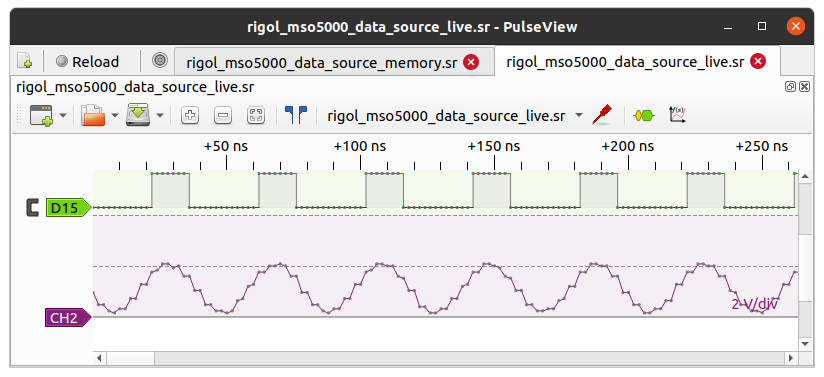 rigol_mso5000_data_source_live.sr - PulseView
Reload rigol_mso5000_data_source_memory.sr rigol_mso5000_data_source_live.sr
rigol_mso5000_data_source_live.sr
rigol_mso5000_data_source_live.sr f(x)
+50 ns +100 ns +150 ns +200 ns +250 ns
D15
2 V/div
CH2